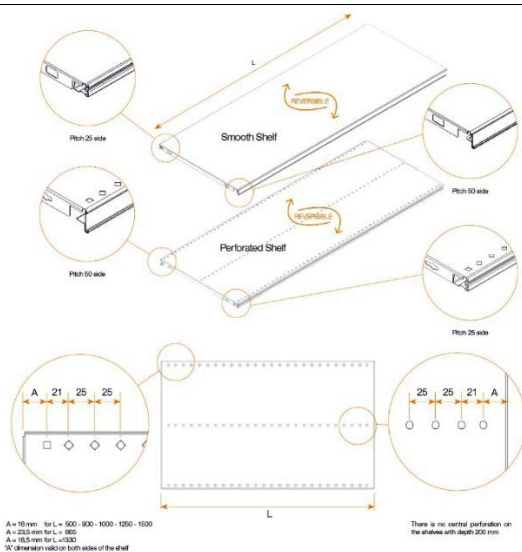 L
REVERSIBLE
Pitch 25 side
Smooth Shelf
Pitch 50 side
REVERSIBLE
Perforated Shelf
Pitch 50 side
Pitch 25 side
A 21 25 25
25 25 21 A
L
A = 16 mm for L = 500 - 900 - 1000 - 1250 - 1500
A = 23,5 mm for L = 665
A = 18,5 mm for L =1330
"A" dimension valid on both sides of the shelf
There is no central perforation on
the shelves with depth 200 mm